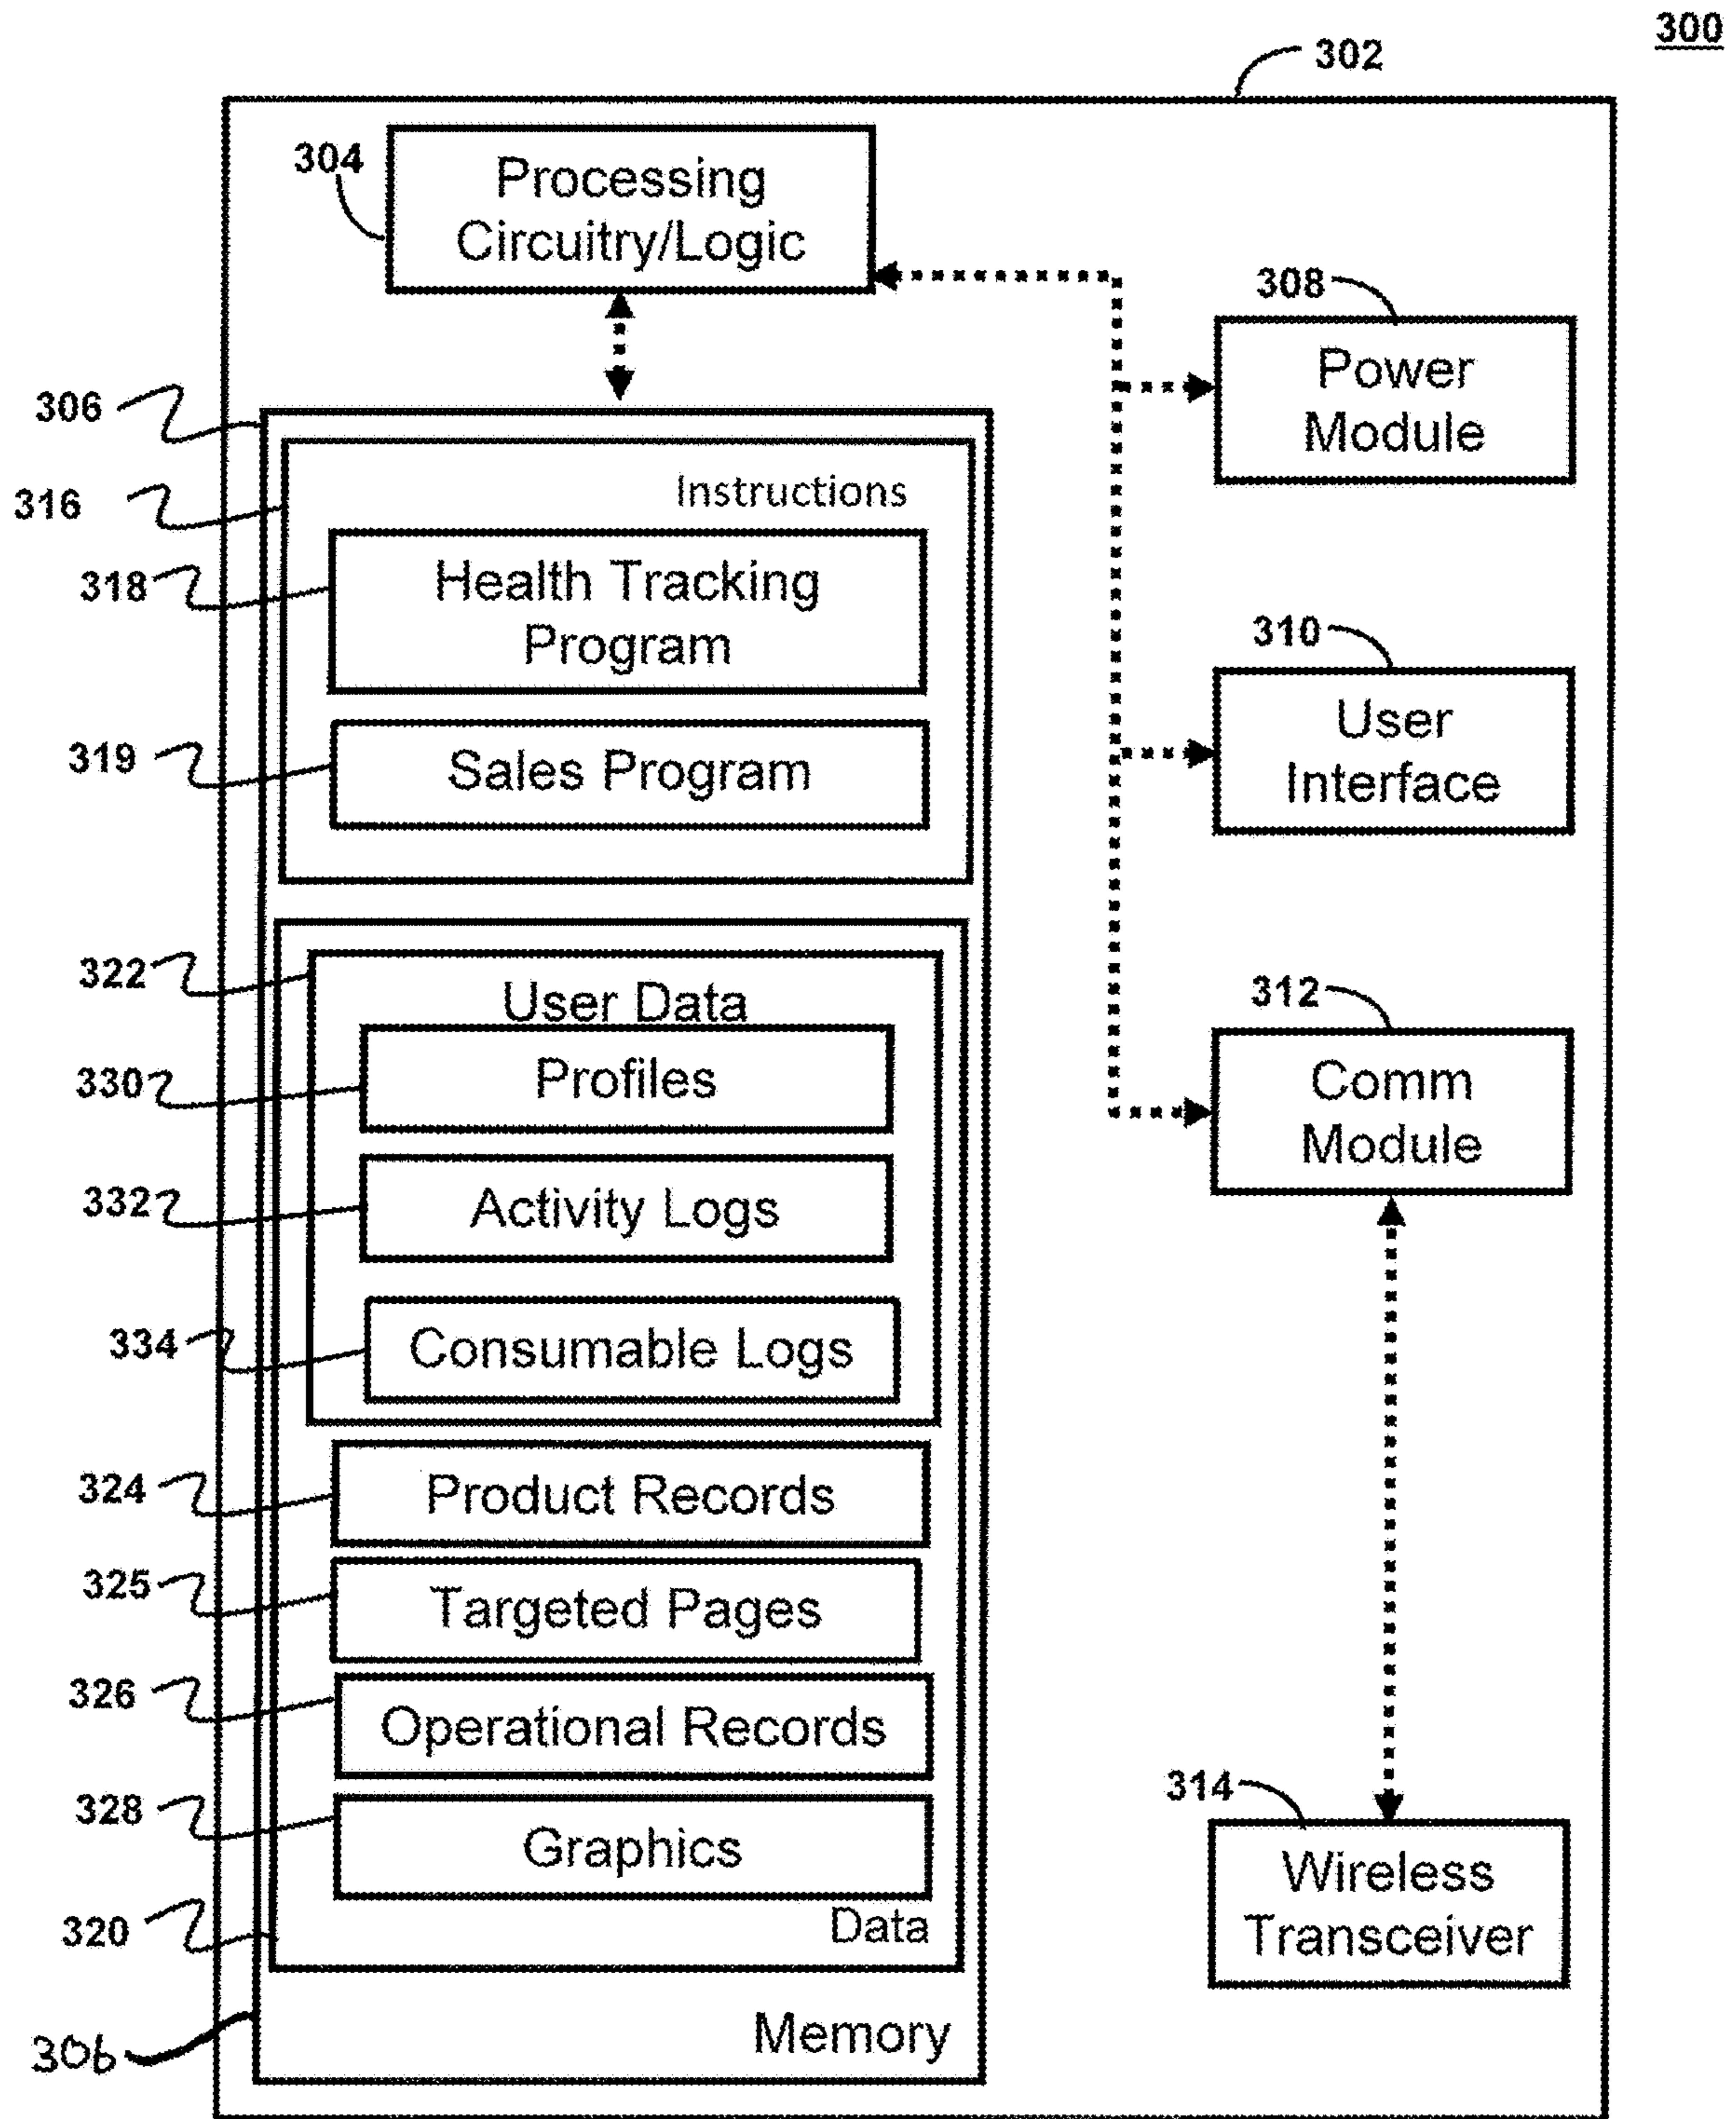 300
302
304
Processing
Circuitry/Logic
308
Power
Module
306
316
Instructions
318
Health Tracking
Program
310
User
Interface
319
Sales Program
322
User Data
312
Comm
Module
330
Profiles
332
Activity Logs
334
Consumable Logs
324
Product Records
325
Targeted Pages
326
Operational Records
314
Wireless
Transceiver
328
Graphics
320
Data
306
Memory